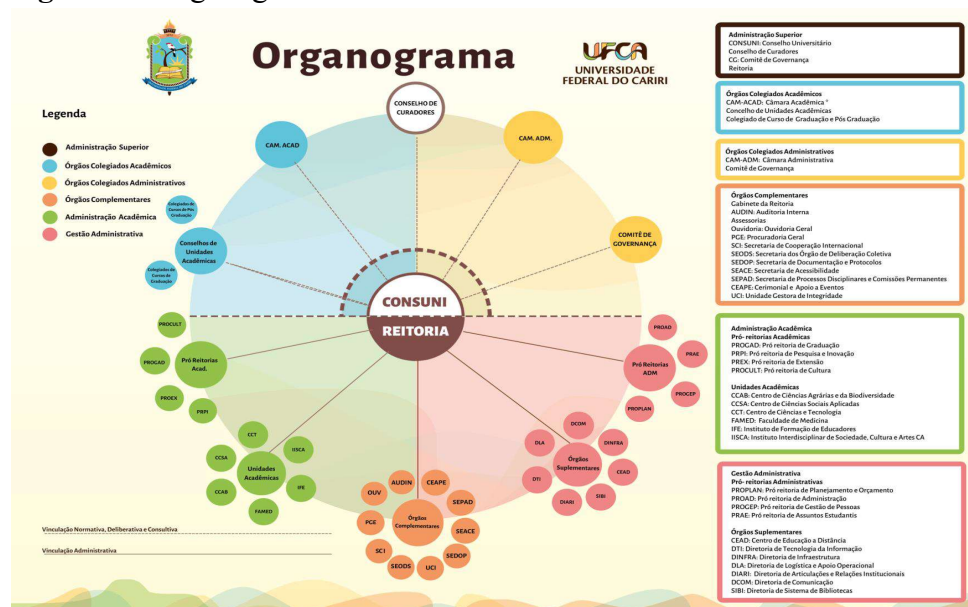 Organograma
UFCA
UNIVERSIDADE
FEDERAL DO CARIRI
Legenda
Administração Superior
Órgãos Colegiados Acadêmicos
Órgãos Colegiados Administrativos
Órgãos Complementares
Administração Acadêmica
Gestão Administrativa
CONSELHO DE
CURADORES
CAM. ACAD
CAM. ADM.
COMITÊ DE
GOVERNANÇA
Colegiados de
Cursos de Pós
Graduação
Conselhos de
Unidades
Acadêmicas
Colegiados de
Cursos de
Graduação
CONSUNI
REITORIA
PROCULT
PROGAD
PROEX
PRPI
Pró Reitorias
Acad.
CCT
IISCA
CCSA
CCAB
IFE
FAMED
Unidades
Acadêmicas
OUV
AUDIN
CEAPE
SEPAD
PGE
SEACE
SCI
SEDOP
SEODS
UCI
Órgãos
Complementares
DCOM
DLA
DINFRA
DTI
CEAD
DIARI
SIBI
Órgãos
Suplementares
PROAD
PRAE
PROGEP
PROPLAN
Pró Reitorias
ADM
Vinculação Normativa, Deliberativa e Consultiva
Vinculação Administrativa
Administração Superior
CONSUNI: Conselho Universitário
Conselho de Curadores
CG: Comitê de Governança
Reitoria
Órgãos Colegiados Acadêmicos
CAM-ACAD: Câmara Acadêmica *
Concelho de Unidades Acadêmicas
Colegiado de Curso de Graduação e Pós Graduação
Órgãos Colegiados Administrativos
CAM-ADM: Câmara Administrativa
Comitê de Governança
Órgãos Complementares
Gabinete da Reitoria
AUDIN: Auditoria Interna
Assessorias
Ouvidoria: Ouvidoria Geral
PGE: Procuradoria Geral
SCI: Secretaria de Cooperação Internacional
SEODS: Secretaria dos Órgão de Deliberação Coletiva
SEDOP: Secretaria de Documentação e Protocolos
SEACE: Secretaria de Acessibilidade
SEPAD: Secretaria de Processos Disciplinares e Comissões Permanentes
CEAPE: Cerimonial e Apoio a Eventos
UCI: Unidade Gestora de Integridade
Administração Acadêmica
Pró- reitorias Acadêmicas
PROGAD: Pró reitoria de Graduação
PRPI: Pró reitoria de Pesquisa e Inovação
PREX: Pró reitoria de Extensão
PROCULT: Pró reitoria de Cultura
Unidades Acadêmicas
CCAB: Centro de Ciências Agrárias e da Biodiversidade
CCSA: Centro de Ciências Sociais Aplicadas
CCT: Centro de Ciências e Tecnologia
FAMED: Faculdade de Medicina
IFE: Instituto de Formação de Educadores
IISCA: Instituto Interdisciplinar de Sociedade, Cultura e Artes CA
Gestão Administrativa
Pró- reitorias Administrativas
PROPLAN: Pró reitoria de Planejamento e Orçamento
PROAD: Pró reitoria de Administração
PROGEP: Pró reitoria de Gestão de Pessoas
PRAE: Pró reitoria de Assuntos Estudantis
Órgãos Suplementares
CEAD: Centro de Educação a Distância
DTI: Diretoria de Tecnologia da Informação
DINFRA: Diretoria de Infraestrutura
DLA: Diretoria de Logística e Apoio Operacional
DIARI: Diretoria de Articulações e Relações Institucionais
DCOM: Diretoria de Comunicação
SIBI: Diretoria de Sistema de Bibliotecas